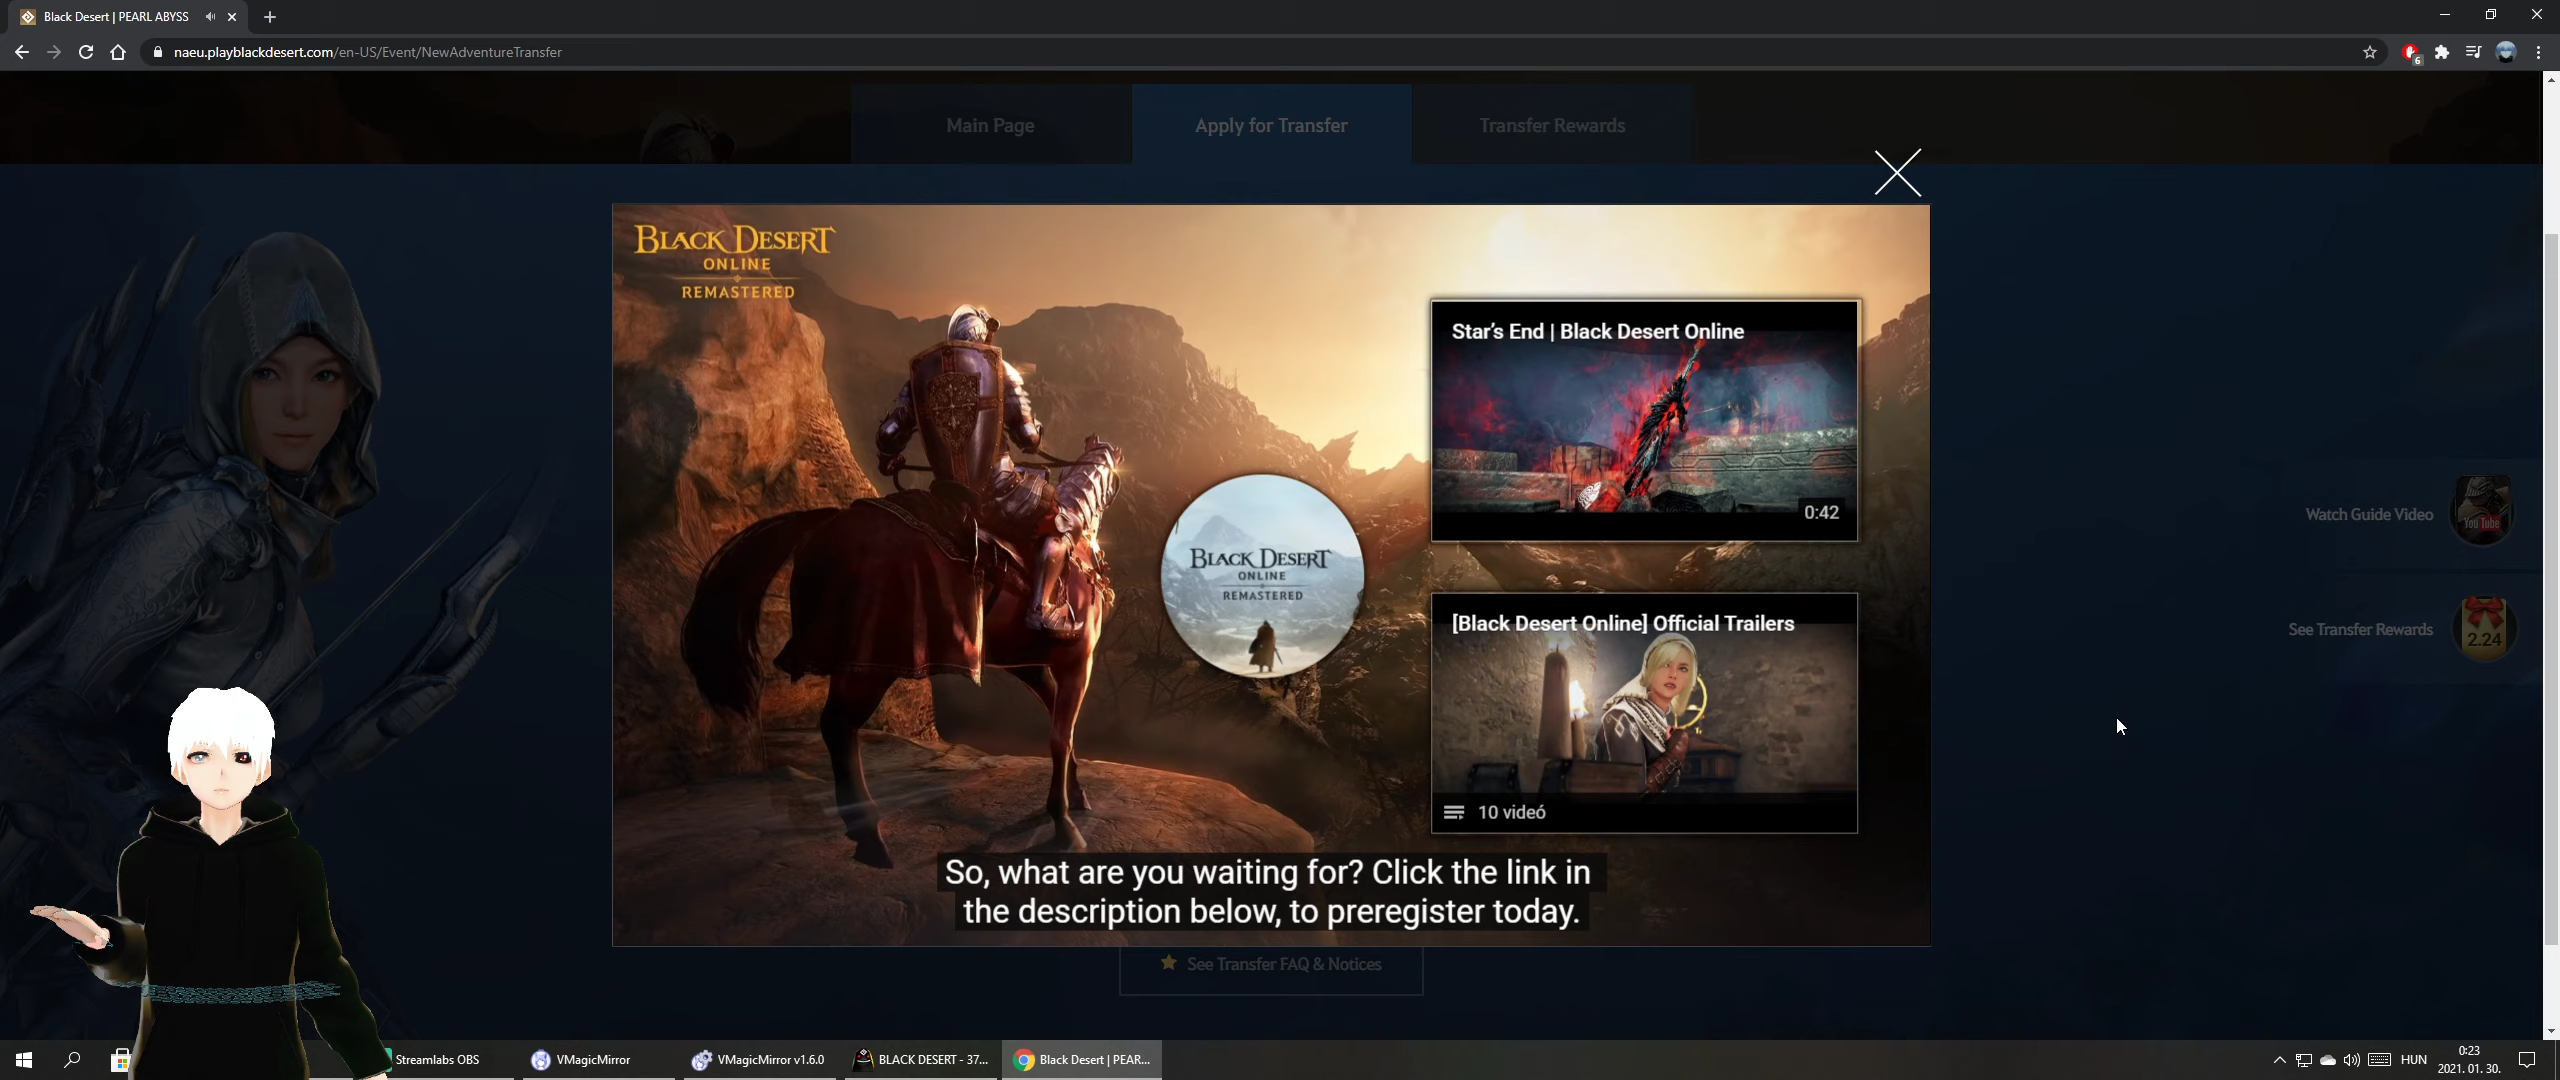 Black Desert | PEARL ABYSS
naeu.playblackdesert.com/en-US/Event/NewAdventureTransfer
6
Main Page
Apply for Transfer
Transfer Rewards
BLACK DESERT
ONLINE
REMASTERED
Star's End | Black Desert Online
0:42
BLACK DESERT
ONLINE
REMASTERED
[Black Desert Online] Official Trailers
10 videó
Watch Guide Video
You Tube
See Transfer Rewards
2.24
So, what are you waiting for? Click the link in
the description below, to preregister today.
See Transfer FAQ & Notices
Streamlabs OBS
VMagicMirror
VMagicMirror v1.6.0
BLACK DESERT - 37...
Black Desert | PEAR...
HUN
0:23
2021. 01. 30.